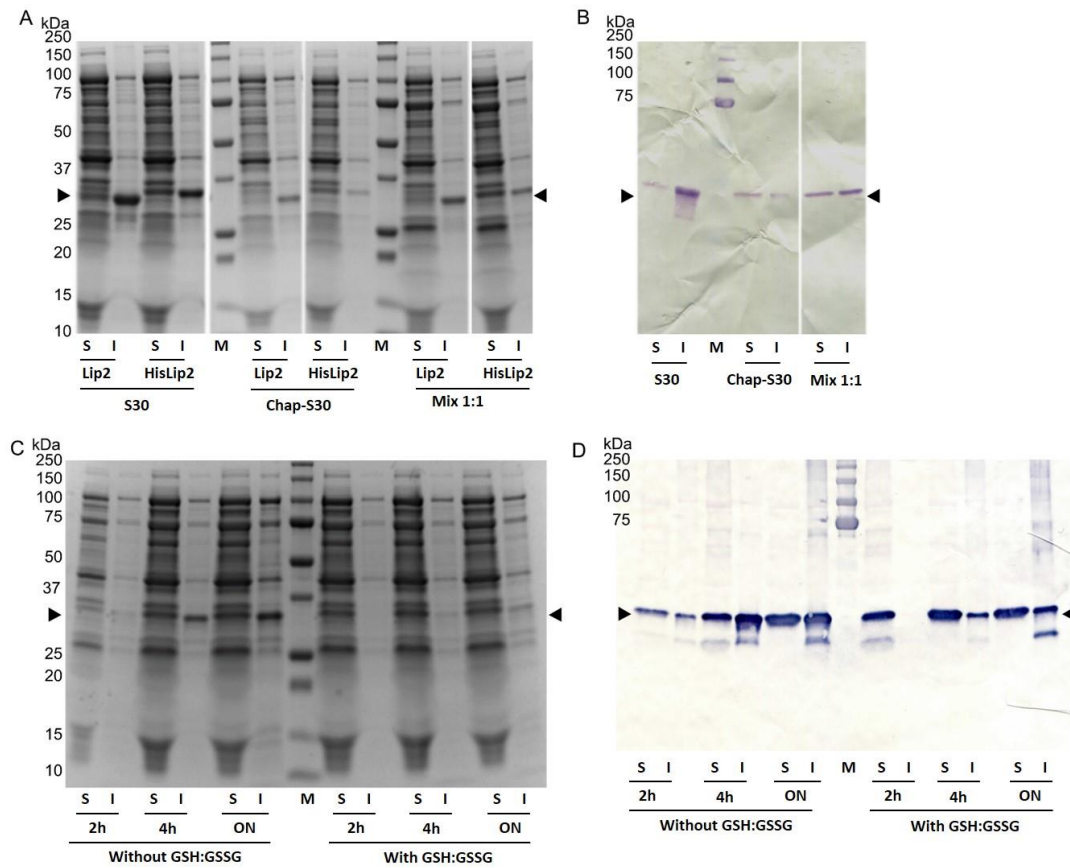 A
kDa
250
150
100
75
50
37
25
20
15
10
S I S I M S I S I M S I S I
Lip2 HisLip2 Lip2 HisLip2 Lip2 HisLip2
S30 Chap-S30 Mix 1:1
B
kDa
250
150
100
75
S I M S I S I
S30 Chap-S30 Mix 1:1
C
kDa
250
150
100
75
50
37
25
20
15
10
S I S I S I M S I S I S I
2h 4h ON 2h 4h ON
Without GSH:GSSG With GSH:GSSG
D
kDa
250
150
100
75
S I S I S I M S I S I S I
2h 4h ON 2h 4h ON
Without GSH:GSSG With GSH:GSSG